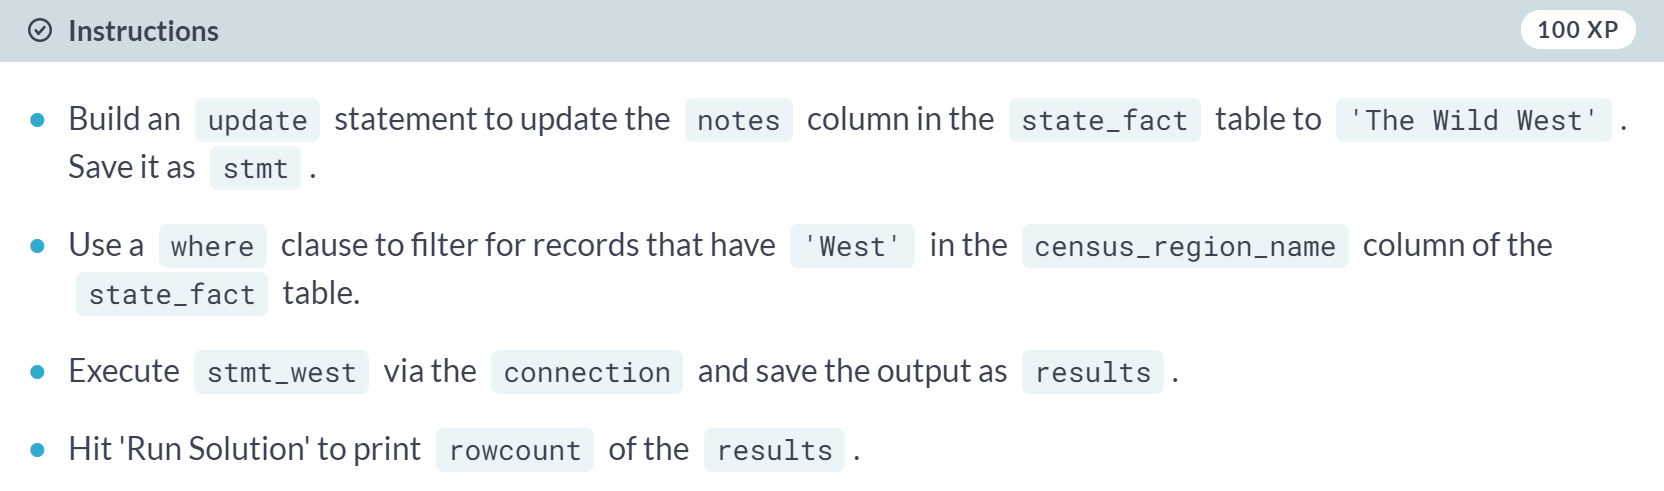 Instructions 100 XP
Build an update statement to update the notes column in the state_fact table to 'The Wild West' .
Save it as stmt .
Use a where clause to filter for records that have 'West' in the census_region_name column of the
state_fact table.
Execute stmt_west via the connection and save the output as results .
Hit 'Run Solution' to print rowcount of the results .